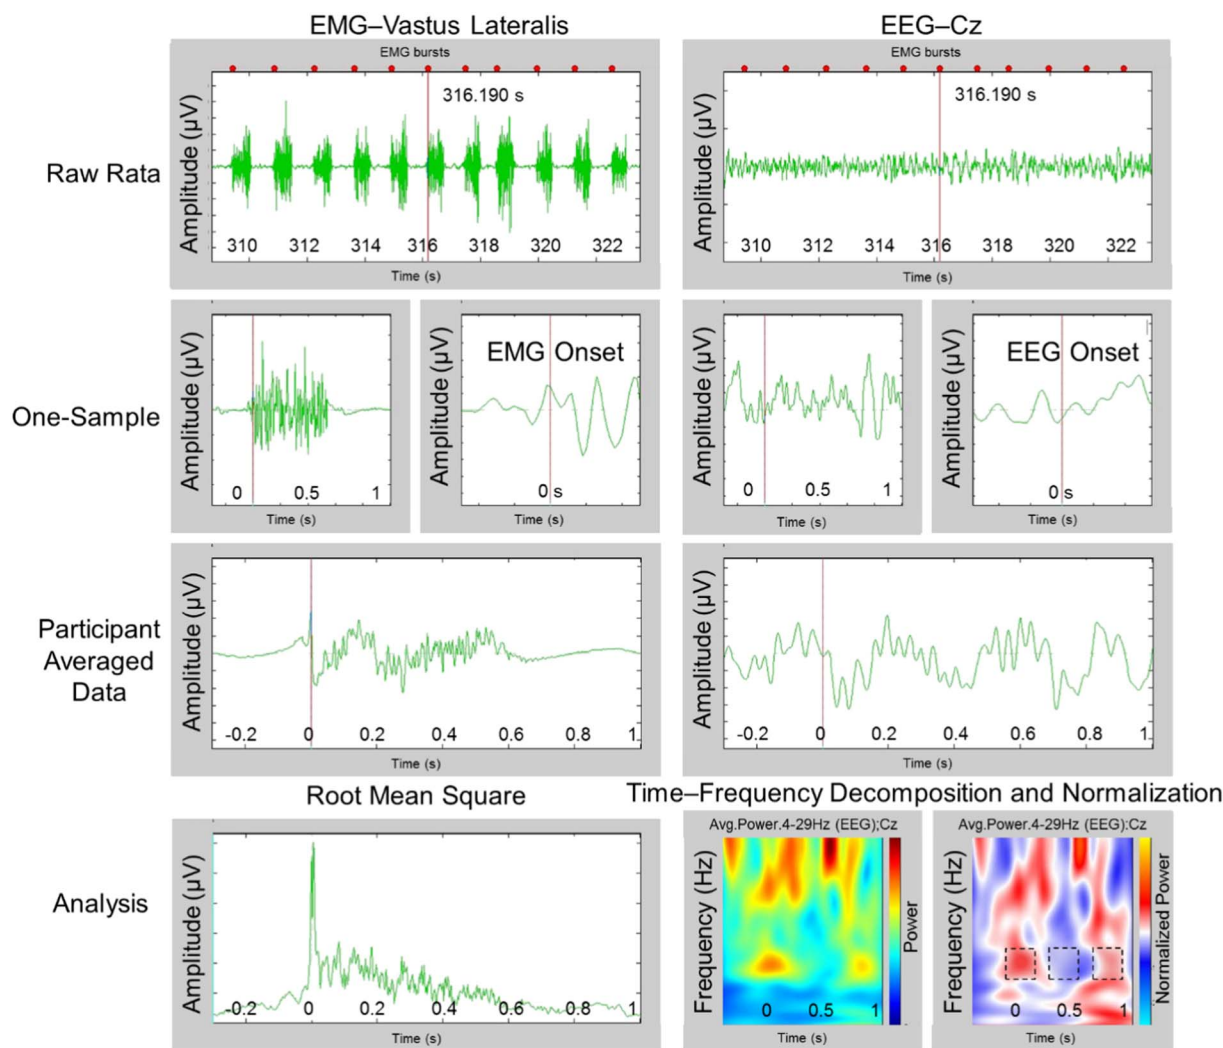 EMG–Vastus Lateralis
EEG–Cz
EMG bursts
EMG bursts
Raw Rata
Amplitude (µV)
316.190 s
310 312 314 316 318 320 322
Time (s)
Amplitude (µV)
316.190 s
310 312 314 316 318 320 322
Time (s)
One-Sample
Amplitude (µV)
0 0.5 1
Time (s)
Amplitude (µV)
EMG Onset
0 s
Time (s)
Amplitude (µV)
0 0.5 1
Time (s)
Amplitude (µV)
EEG Onset
0 s
Time (s)
Participant
Averaged
Data
Amplitude (µV)
-0.2 0 0.2 0.4 0.6 0.8 1
Time (s)
Amplitude (µV)
-0.2 0 0.2 0.4 0.6 0.8 1
Time (s)
Root Mean Square
Time–Frequency Decomposition and Normalization
Analysis
Amplitude (µV)
-0.2 0 0.2 0.4 0.6 0.8 1
Time (s)
Avg.Power.4-29Hz (EEG);Cz
Frequency (Hz)
0 0.5 1
Time (s)
Power
Avg.Power.4-29Hz (EEG):Cz
Frequency (Hz)
0 0.5 1
Time (s)
Normalized Power